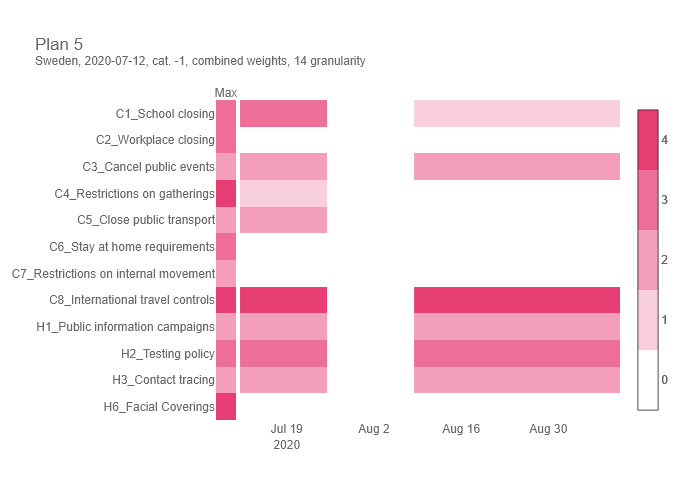 Plan 5
Sweden, 2020-07-12, cat. -1, combined weights, 14 granularity
Max
C1_School closing
C2_Workplace closing
C3_Cancel public events
C4_Restrictions on gatherings
C5_Close public transport
C6_Stay at home requirements
C7_Restrictions on internal movement
C8_International travel controls
H1_Public information campaigns
H2_Testing policy
H3_Contact tracing
H6_Facial Coverings
Jul 19
2020
Aug 2
Aug 16
Aug 30
4
3
2
1
0